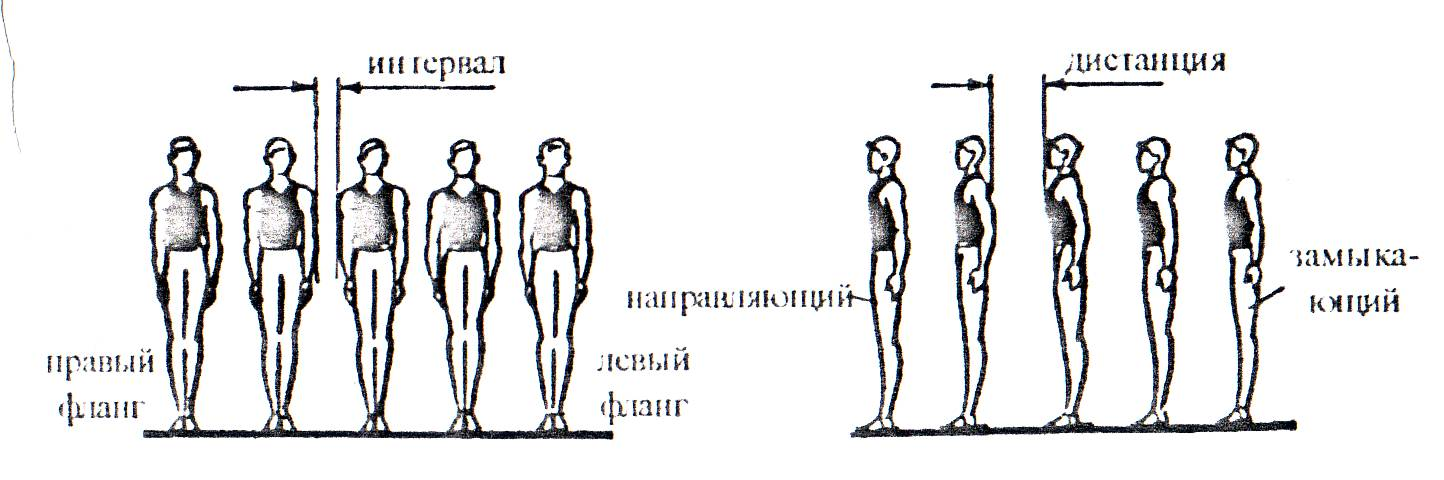 интервал
правый
фланг
левый
фланг
дистанция
направляющий
замыка-
ющий